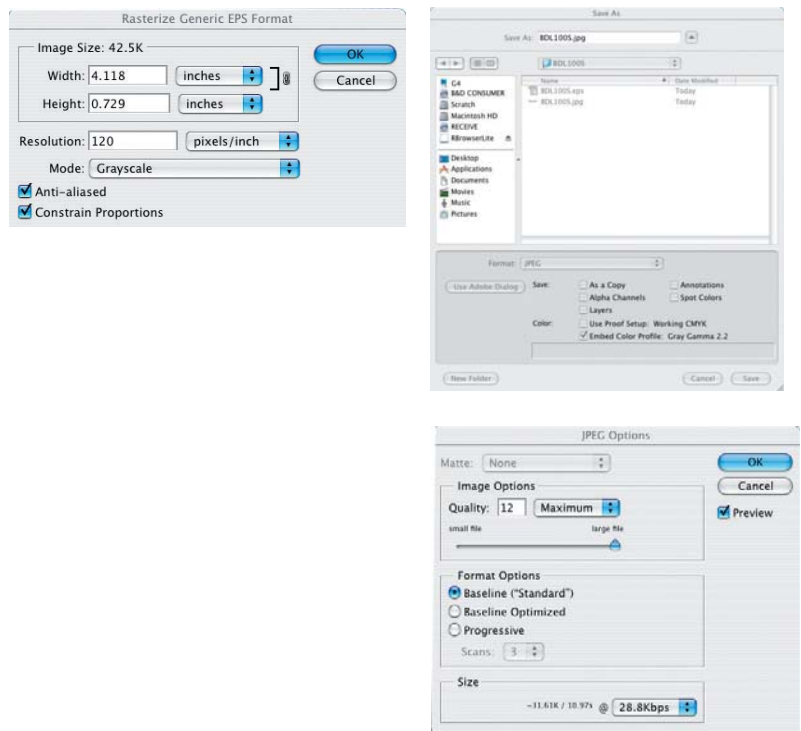 Rasterize Generic EPS Format
Image Size: 42.5K
Width: 4.118 inches
Height: 0.729 inches
OK
Cancel
Resolution: 120 pixels/inch
Mode: Grayscale
Anti-aliased
Constrain Proportions
Save As
Save As: BDL1005.jpg
BDL1005
G4
B&D CONSUMER
Scratch
Macintosh HD
RECEIVE
RBrowserLite
Desktop
Applications
Documents
Movies
Music
Pictures
Name Date Modified
BDL1005.eps Today
BDL1005.jpg Today
Format: JPEG
Use Adobe Dialog
Save: As a Copy Annotations
Alpha Channels Spot Colors
Layers
Color: Use Proof Setup: Working CMYK
Embed Color Profile: Gray Gamma 2.2
New Folder Cancel Save
JPEG Options
Matte: None
OK
Cancel
Preview
Image Options
Quality: 12 Maximum
small file large file
Format Options
Baseline ("Standard")
Baseline Optimized
Progressive
Scans: 3
Size
~31.61K / 10.97s @ 28.8Kbps